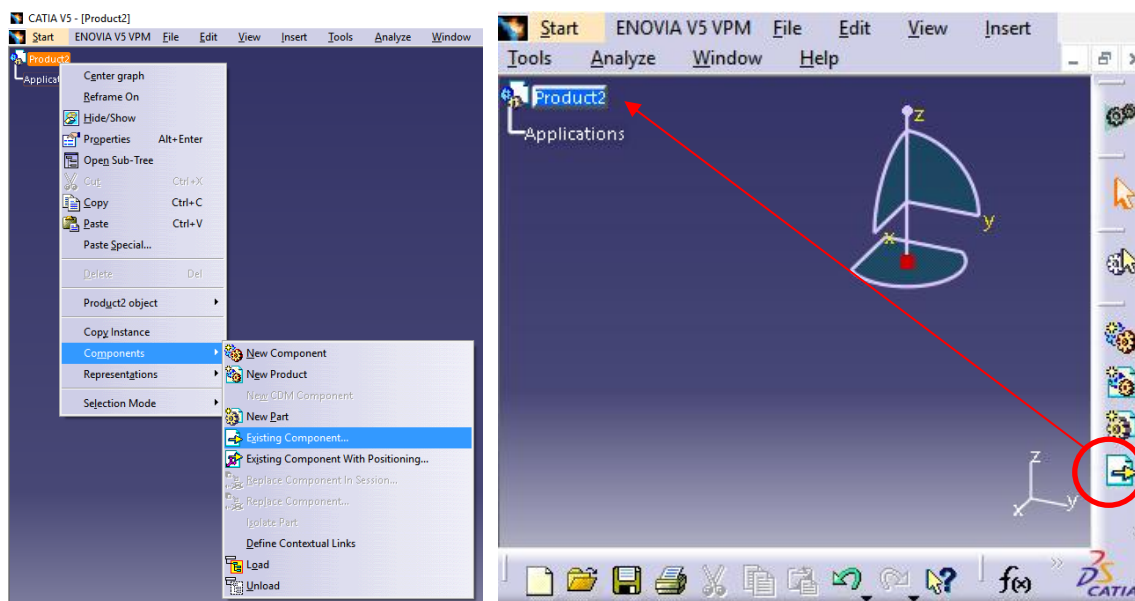 CATIA V5 - [Product2]
Start ENOVIA V5 VPM File Edit View Insert Tools Analyze Window
Product2
Applicat
Center graph
Reframe On
Hide/Show
Properties Alt+Enter
Open Sub-Tree
Cut Ctrl+X
Copy Ctrl+C
Paste Ctrl+V
Paste Special...
Delete Del
Product2 object
Copy Instance
Components
Representations
Selection Mode
New Component
New Product
New CDM Component
New Part
Existing Component...
Existing Component With Positioning...
Replace Component In Session...
Replace Component...
Isolate Part
Define Contextual Links
Load
Unload
Start ENOVIA V5 VPM File Edit View Insert
Tools Analyze Window Help
Product2
Applications
z
y
x
z
y
x
f(x)
CATIA